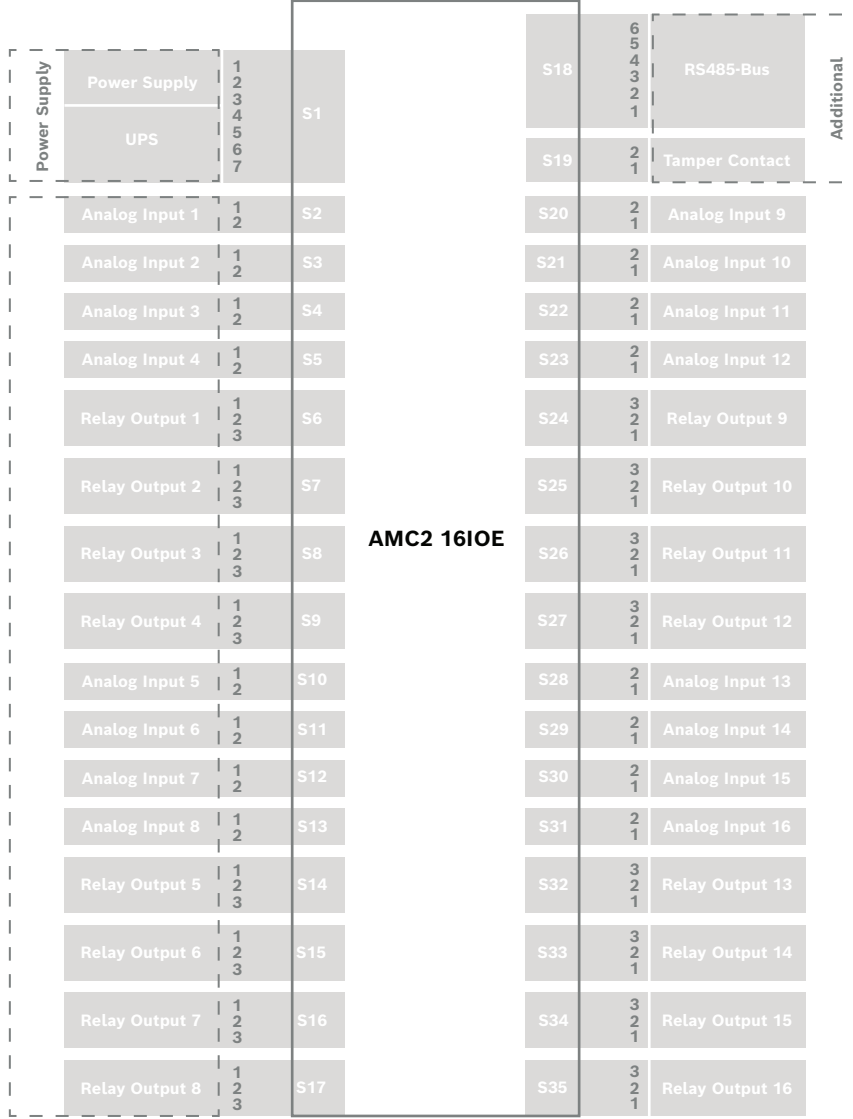 Power Supply
Power Supply
UPS
1
2
3
4
5
6
7
S1
Analog Input 1
1
2
S2
Analog Input 2
1
2
S3
Analog Input 3
1
2
S4
Analog Input 4
1
2
S5
Relay Output 1
1
2
3
S6
Relay Output 2
1
2
3
S7
Relay Output 3
1
2
3
S8
Relay Output 4
1
2
3
S9
Analog Input 5
1
2
S10
Analog Input 6
1
2
S11
Analog Input 7
1
2
S12
Analog Input 8
1
2
S13
Relay Output 5
1
2
3
S14
Relay Output 6
1
2
3
S15
Relay Output 7
1
2
3
S16
Relay Output 8
1
2
3
S17
AMC2 16IOE
S18
6
5
4
3
2
1
RS485-Bus
Additional
S19
2
1
Tamper Contact
S20
2
1
Analog Input 9
S21
2
1
Analog Input 10
S22
2
1
Analog Input 11
S23
2
1
Analog Input 12
S24
3
2
1
Relay Output 9
S25
3
2
1
Relay Output 10
S26
3
2
1
Relay Output 11
S27
3
2
1
Relay Output 12
S28
2
1
Analog Input 13
S29
2
1
Analog Input 14
S30
2
1
Analog Input 15
S31
2
1
Analog Input 16
S32
3
2
1
Relay Output 13
S33
3
2
1
Relay Output 14
S34
3
2
1
Relay Output 15
S35
3
2
1
Relay Output 16